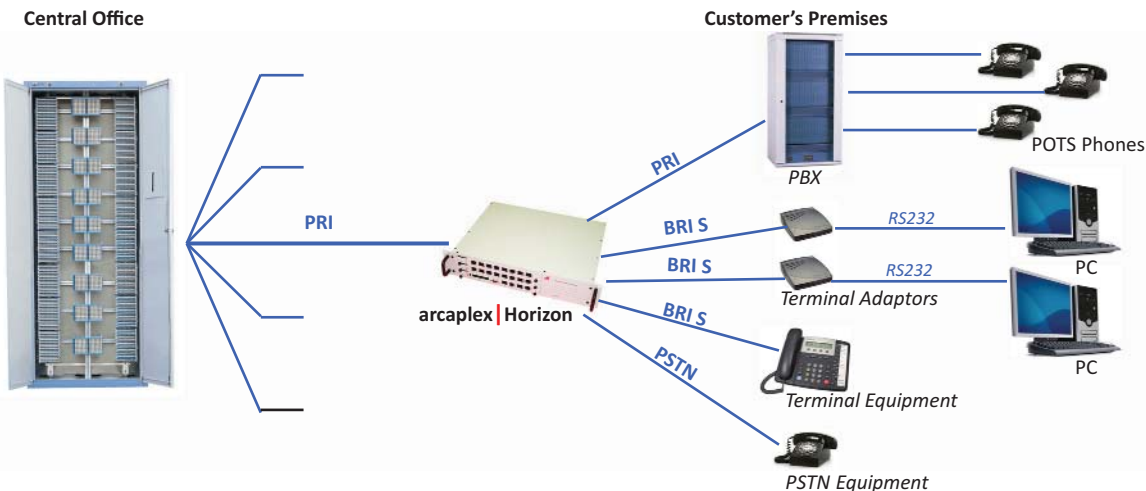 Central Office
Customer's Premises
POTS Phones
PRI
PBX
PRI
BRI S
RS232
PC
BRI S
RS232
Terminal Adaptors
arcaplex|Horizon
BRI S
PC
PSTN
Terminal Equipment
PSTN Equipment